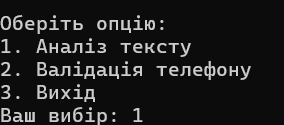 Оберіть опцію:
1. Аналіз тексту
2. Валідація телефону
3. Вихід
Ваш вибір: 1